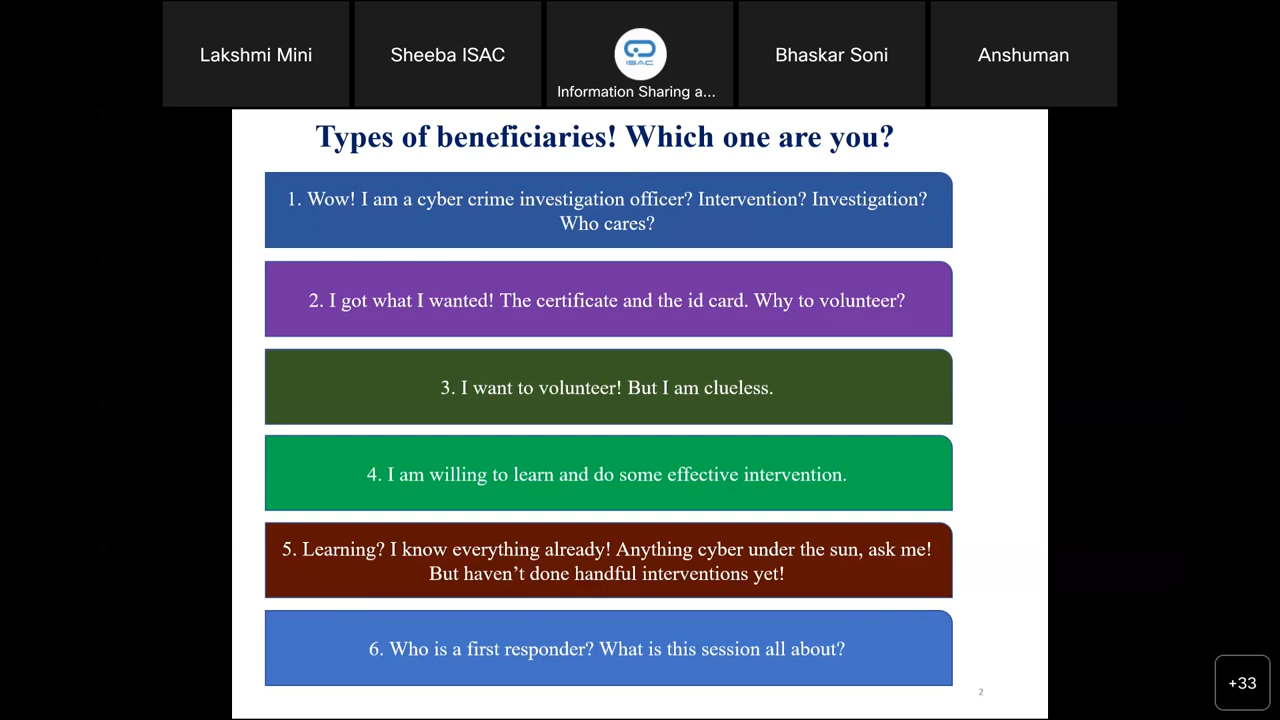 Lakshmi Mini
Sheeba ISAC
ISAC
Information Sharing a...
Bhaskar Soni
Anshuman
Types of beneficiaries! Which one are you?
1. Wow! I am a cyber crime investigation officer? Intervention? Investigation?
Who cares?
2. I got what I wanted! The certificate and the id card. Why to volunteer?
3. I want to volunteer! But I am clueless.
4. I am willing to learn and do some effective intervention.
5. Learning? I know everything already! Anything cyber under the sun, ask me!
But haven’t done handful interventions yet!
6. Who is a first responder? What is this session all about?
2
+33